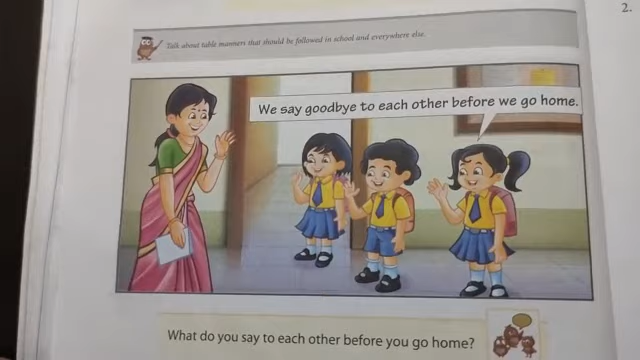 2.
Talk about table manners that should be followed in school and everywhere else.
We say goodbye to each other before we go home.
What do you say to each other before you go home?